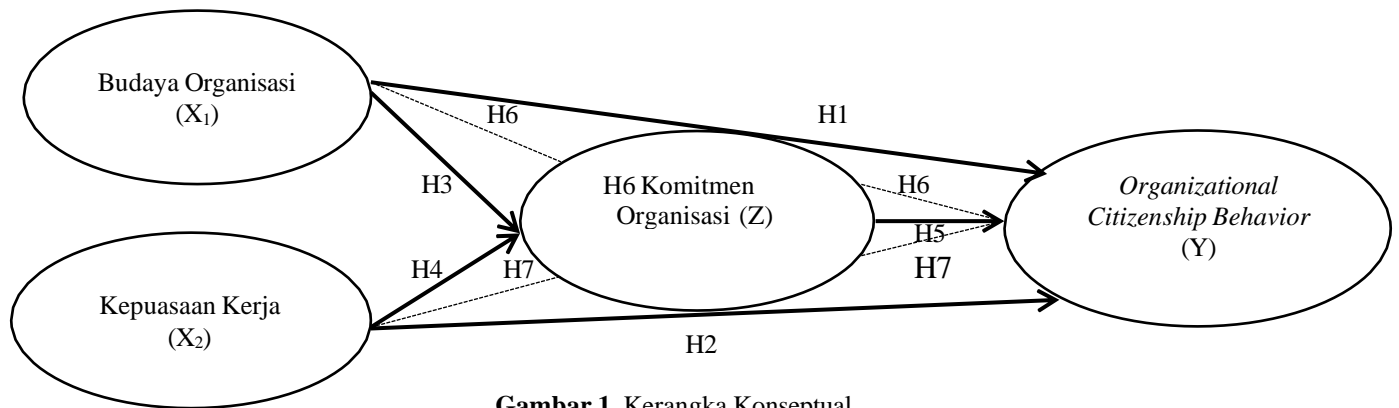 Budaya Organisasi
(X₁)
H6
H1
H3
H6 Komitmen
Organisasi (Z)
H6
H5
H7
Organizational
Citizenship Behavior
(Y)
H4
H7
Kepuasaan Kerja
(X₂)
H2
Gambar 1. Kerangka Konseptual